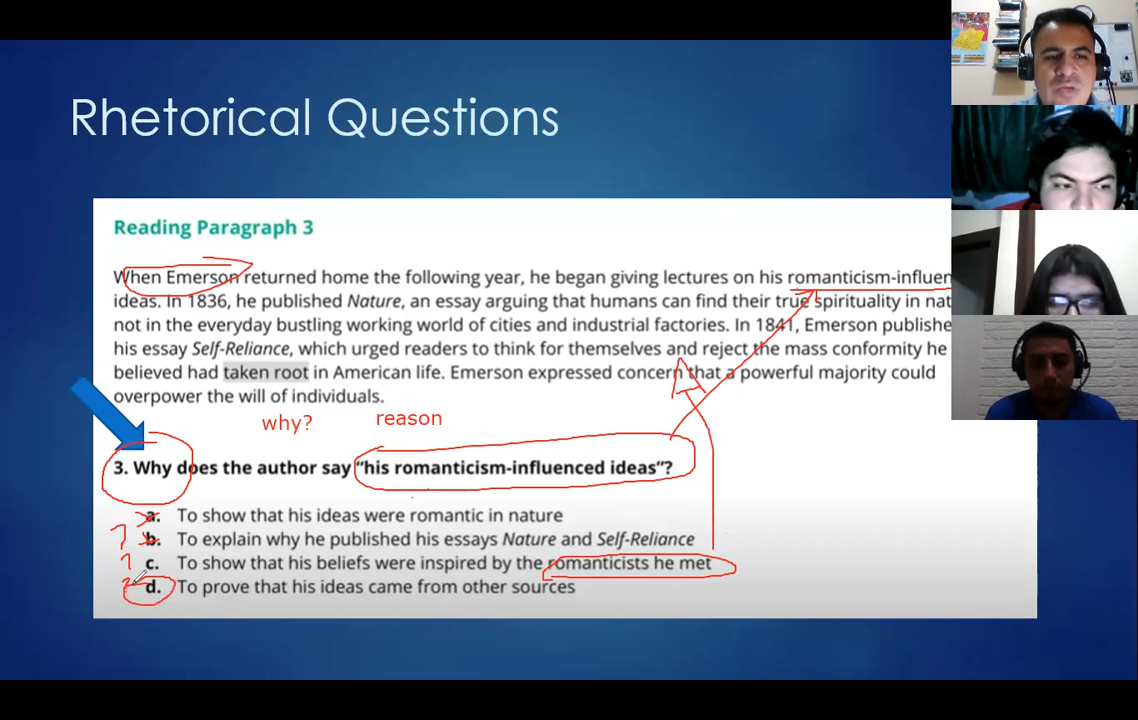 Rhetorical Questions
Reading Paragraph 3
When Emerson returned home the following year, he began giving lectures on his romanticism-influen
ideas. In 1836, he published Nature, an essay arguing that humans can find their true spirituality in nat
not in the everyday bustling working world of cities and industrial factories. In 1841, Emerson publishe
his essay Self-Reliance, which urged readers to think for themselves and reject the mass conformity he
believed had taken root in American life. Emerson expressed concern that a powerful majority could
overpower the will of individuals.
why? reason
3. Why does the author say “his romanticism-influenced ideas”?
a. To show that his ideas were romantic in nature
b. To explain why he published his essays Nature and Self-Reliance
c. To show that his beliefs were inspired by the romanticists he met
d. To prove that his ideas came from other sources